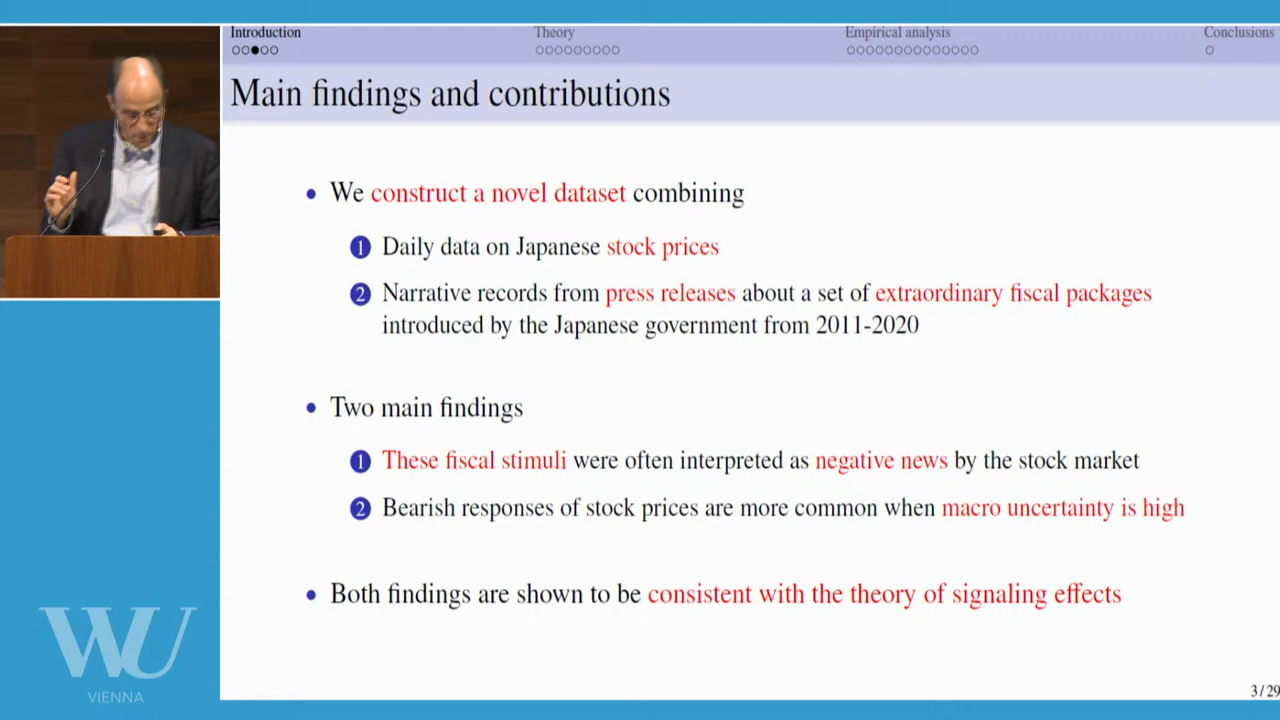 Introduction
Theory
Empirical analysis
Conclusions
Main findings and contributions
• We construct a novel dataset combining
1 Daily data on Japanese stock prices
2 Narrative records from press releases about a set of extraordinary fiscal packages
introduced by the Japanese government from 2011-2020
• Two main findings
1 These fiscal stimuli were often interpreted as negative news by the stock market
2 Bearish responses of stock prices are more common when macro uncertainty is high
• Both findings are shown to be consistent with the theory of signaling effects
WU
VIENNA
3 / 29